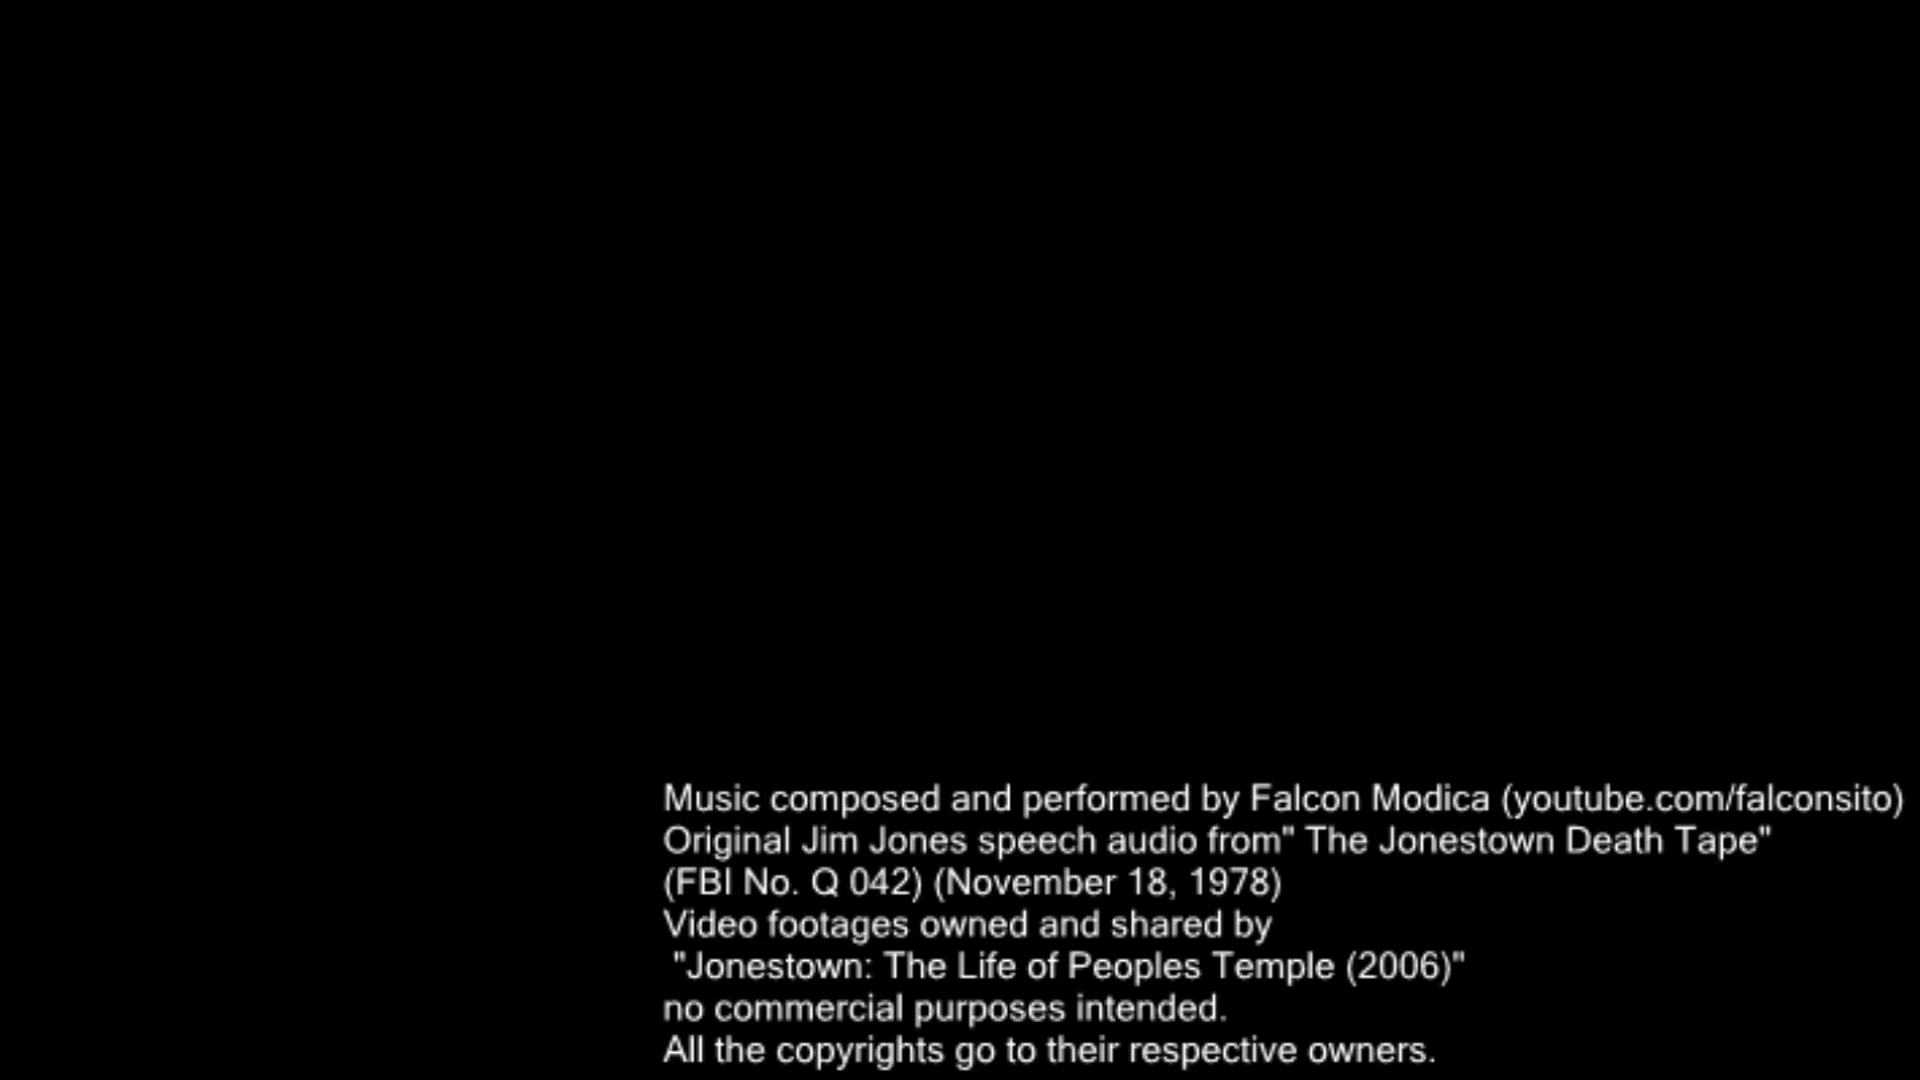 Music composed and performed by Falcon Modica (youtube.com/falconsito)
Original Jim Jones speech audio from" The Jonestown Death Tape"
(FBI No. Q 042) (November 18, 1978)
Video footages owned and shared by
"Jonestown: The Life of Peoples Temple (2006)"
no commercial purposes intended.
All the copyrights go to their respective owners.